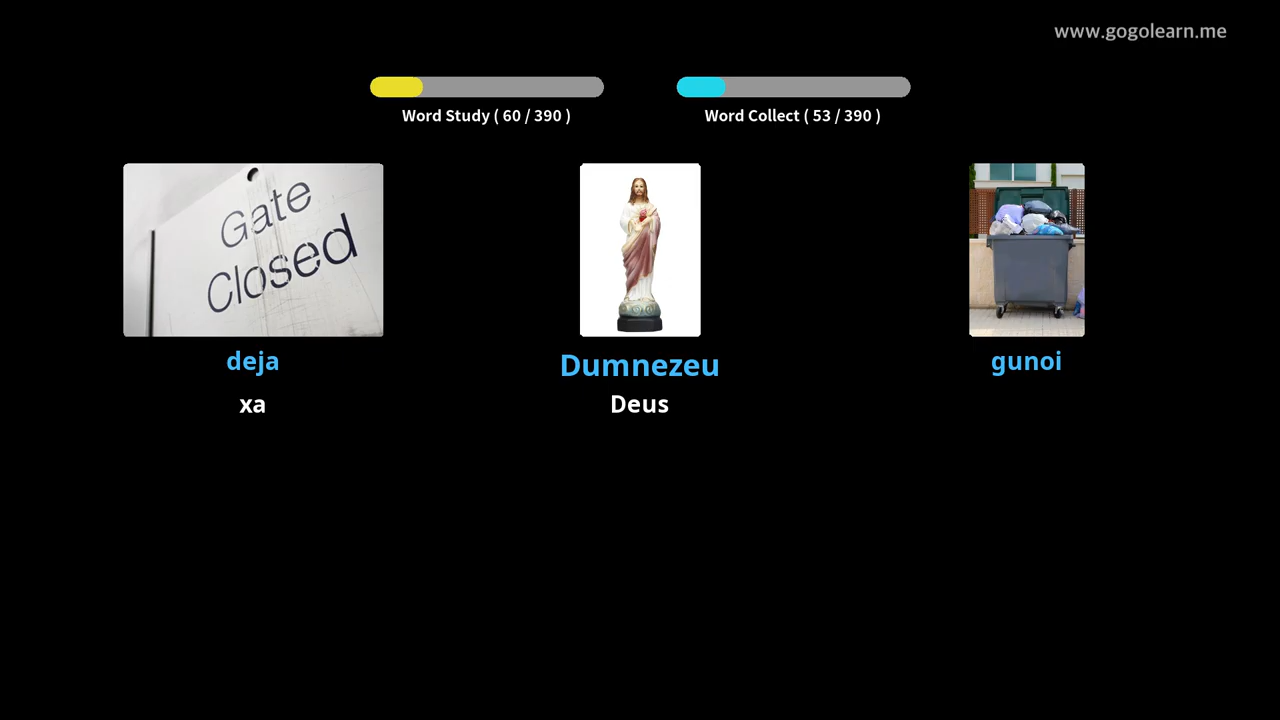 www.gogolearn.me
Word Study ( 60 / 390 )
Word Collect ( 53 / 390 )
Gate
Closed
deja
xa
Dumnezeu
Deus
gunoi